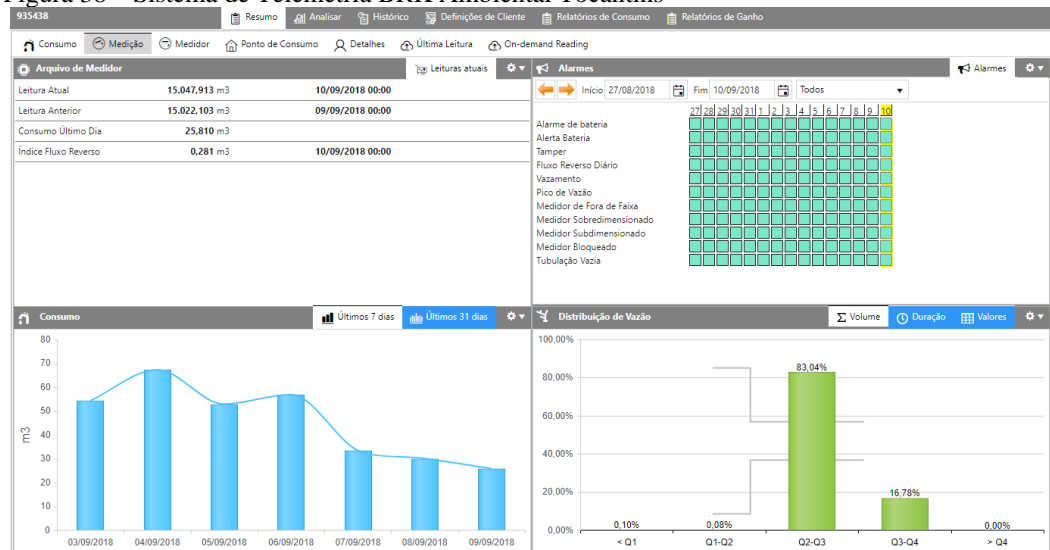 Figura 38 – Sistema de Telemetria BRK Ambiental Tocantins
935438 Resumo Analisar Histórico Definições de Cliente Relatórios de Consumo Relatórios de Ganho
Consumo Medição Medidor Ponto de Consumo Detalhes Última Leitura On-demand Reading
Arquivo de Medidor Leituras atuais
Leitura Atual 15.047,913 m3 10/09/2018 00:00
Leitura Anterior 15.022,103 m3 09/09/2018 00:00
Consumo Último Dia 25,810 m3
Índice Fluxo Reverso 0,281 m3 10/09/2018 00:00
Alarmes Alarmes
Início 27/08/2018 Fim 10/09/2018 Todos
27 28 29 30 31 1 2 3 4 5 6 7 8 9 10
Alarme de bateria
Alerta Bateria
Tamper
Fluxo Reverso Diário
Vazamento
Pico de Vazão
Medidor de Fora de Faixa
Medidor Sobredimensionado
Medidor Subdimensionado
Medidor Bloqueado
Tubulação Vazia
Consumo Últimos 7 dias Últimos 31 dias
80
70
60
50
40
30
20
10
0
m3
03/09/2018 04/09/2018 05/09/2018 06/09/2018 07/09/2018 08/09/2018 09/09/2018
Distribuição de Vazão Volume Duração Valores
100,00%
80,00%
60,00%
40,00%
20,00%
0,00%
0,10% 0,08% 83,04% 16,78% 0,00%
< Q1 Q1-Q2 Q2-Q3 Q3-Q4 > Q4